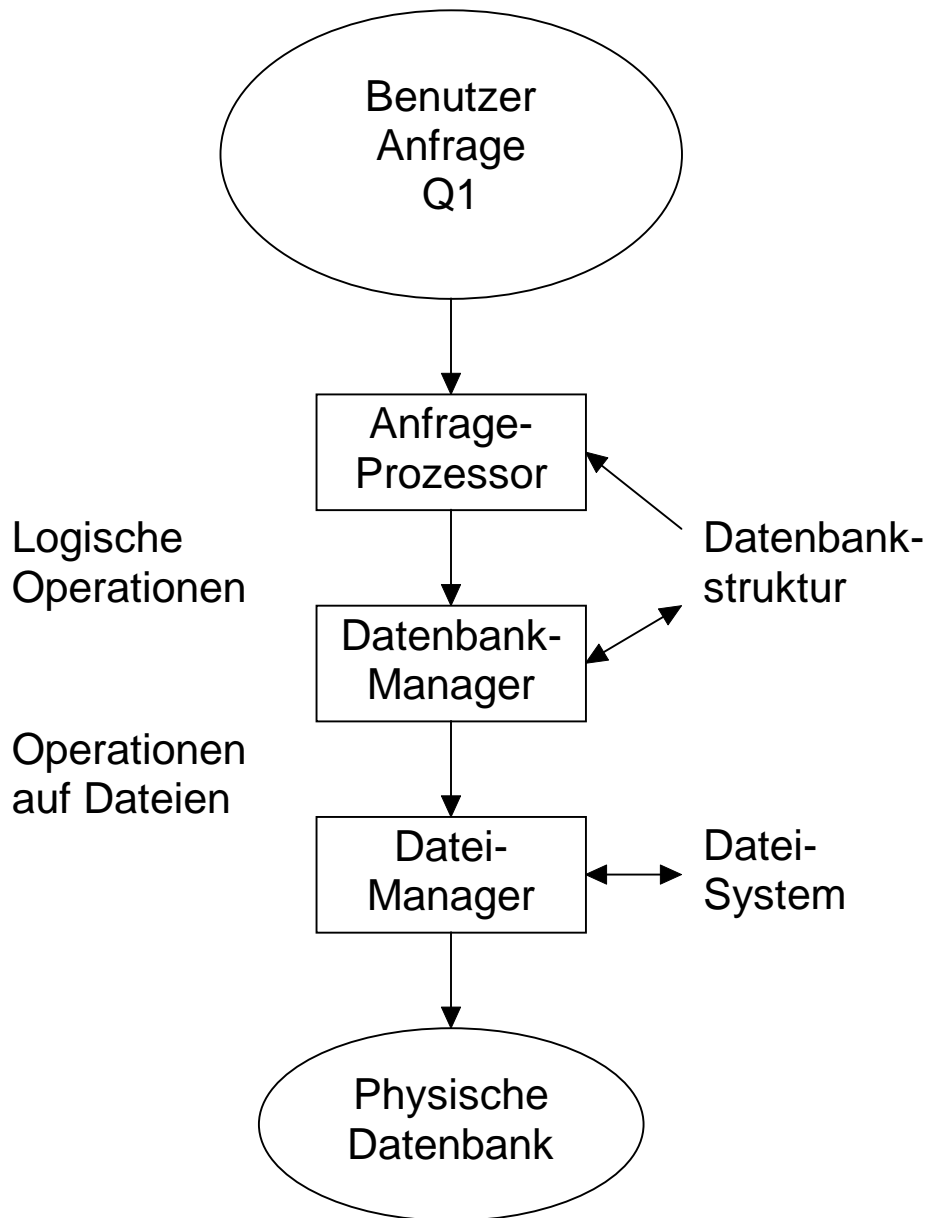 Benutzer
Anfrage
Q1
Anfrage-
Prozessor
Logische
Operationen
Datenbank-
struktur
Datenbank-
Manager
Operationen
auf Dateien
Datei-
Manager
Datei-
System
Physische
Datenbank